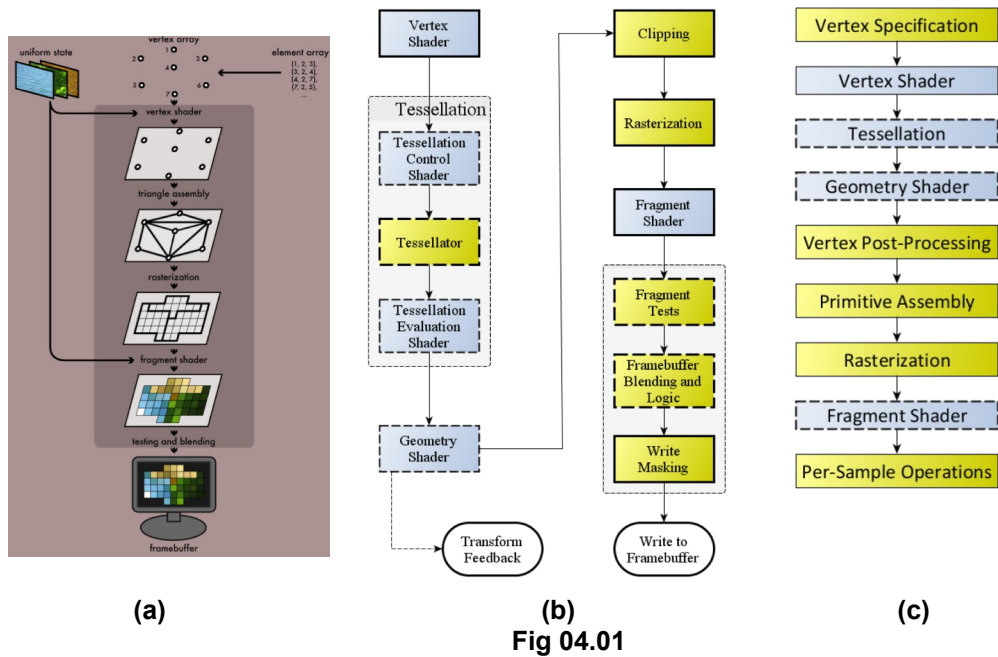 vertex array
uniform state
element array
1
2
3
4
5
6
7
{1, 2, 3},
{3, 2, 4},
{4, 2, 7},
{7, 2, 5},
...
vertex shader
triangle assembly
rasterization
fragment shader
testing and blending
framebuffer
(a)
Vertex
Shader
Tessellation
Tessellation
Control
Shader
Tessellator
Tessellation
Evaluation
Shader
Geometry
Shader
Transform
Feedback
Clipping
Rasterization
Fragment
Shader
Fragment
Tests
Framebuffer
Blending and
Logic
Write
Masking
Write to
Framebuffer
(b)
Vertex Specification
Vertex Shader
Tessellation
Geometry Shader
Vertex Post-Processing
Primitive Assembly
Rasterization
Fragment Shader
Per-Sample Operations
(c)
Fig 04.01